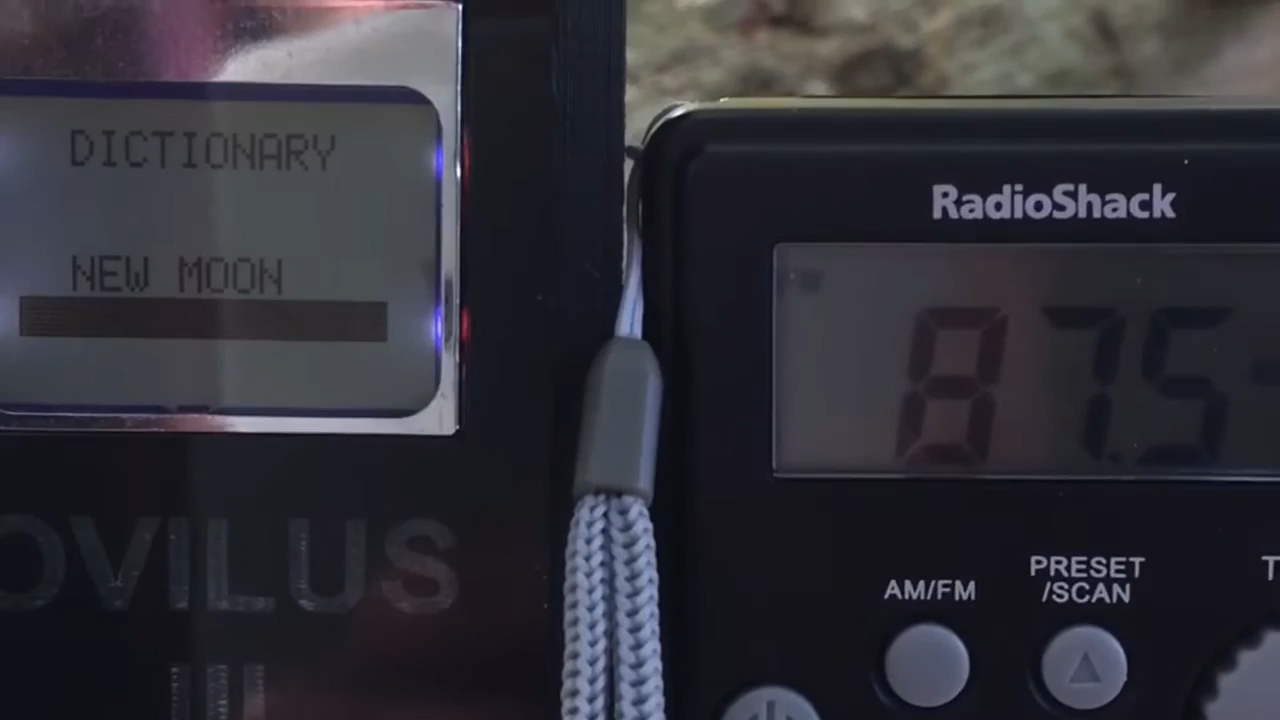 DICTIONARY
NEW MOON
OVILUS
RadioShack
87.5
AM/FM
PRESET
/SCAN
T